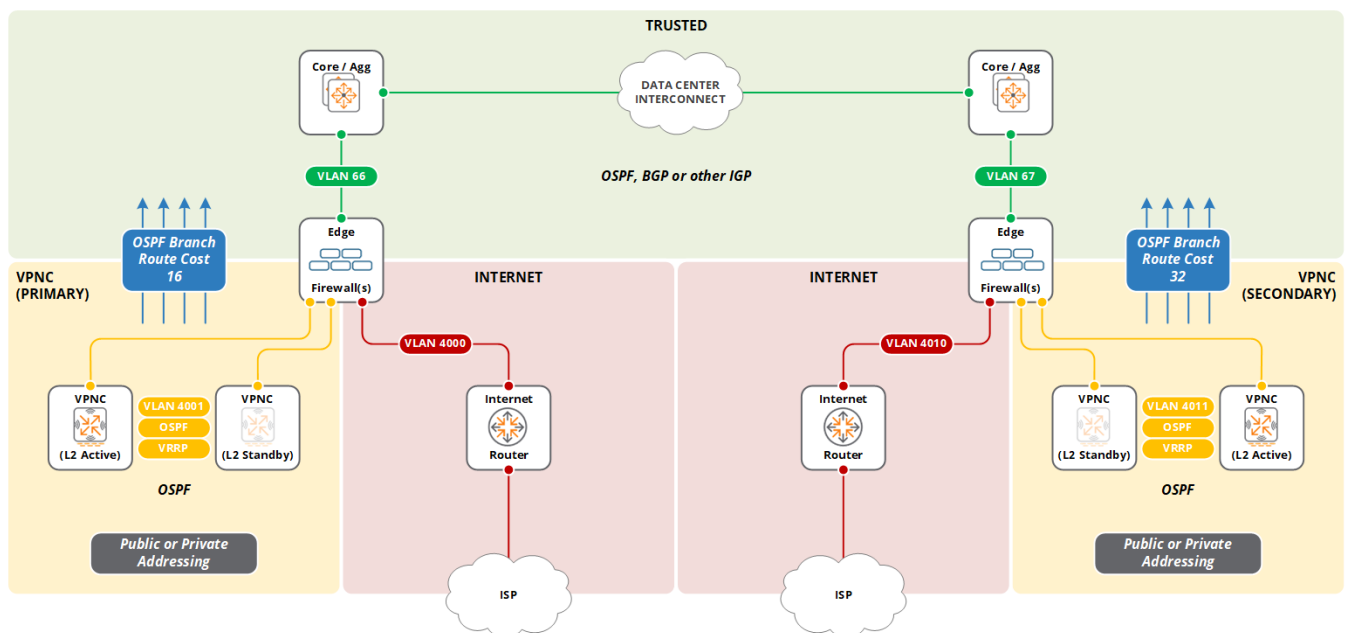 TRUSTED
Core / Agg
DATA CENTER
INTERCONNECT
Core / Agg
VLAN 66
OSPF, BGP or other IGP
VLAN 67
OSPF Branch
Route Cost
16
Edge
Firewall(s)
Edge
Firewall(s)
OSPF Branch
Route Cost
32
VPNC
(PRIMARY)
INTERNET
INTERNET
VPNC
(SECONDARY)
VLAN 4000
VLAN 4010
VPNC
(L2 Active)
VLAN 4001
OSPF
VRRP
VPNC
(L2 Standby)
Internet
Router
Internet
Router
VPNC
(L2 Standby)
VLAN 4011
OSPF
VRRP
VPNC
(L2 Active)
OSPF
OSPF
Public or Private
Addressing
Public or Private
Addressing
ISP
ISP